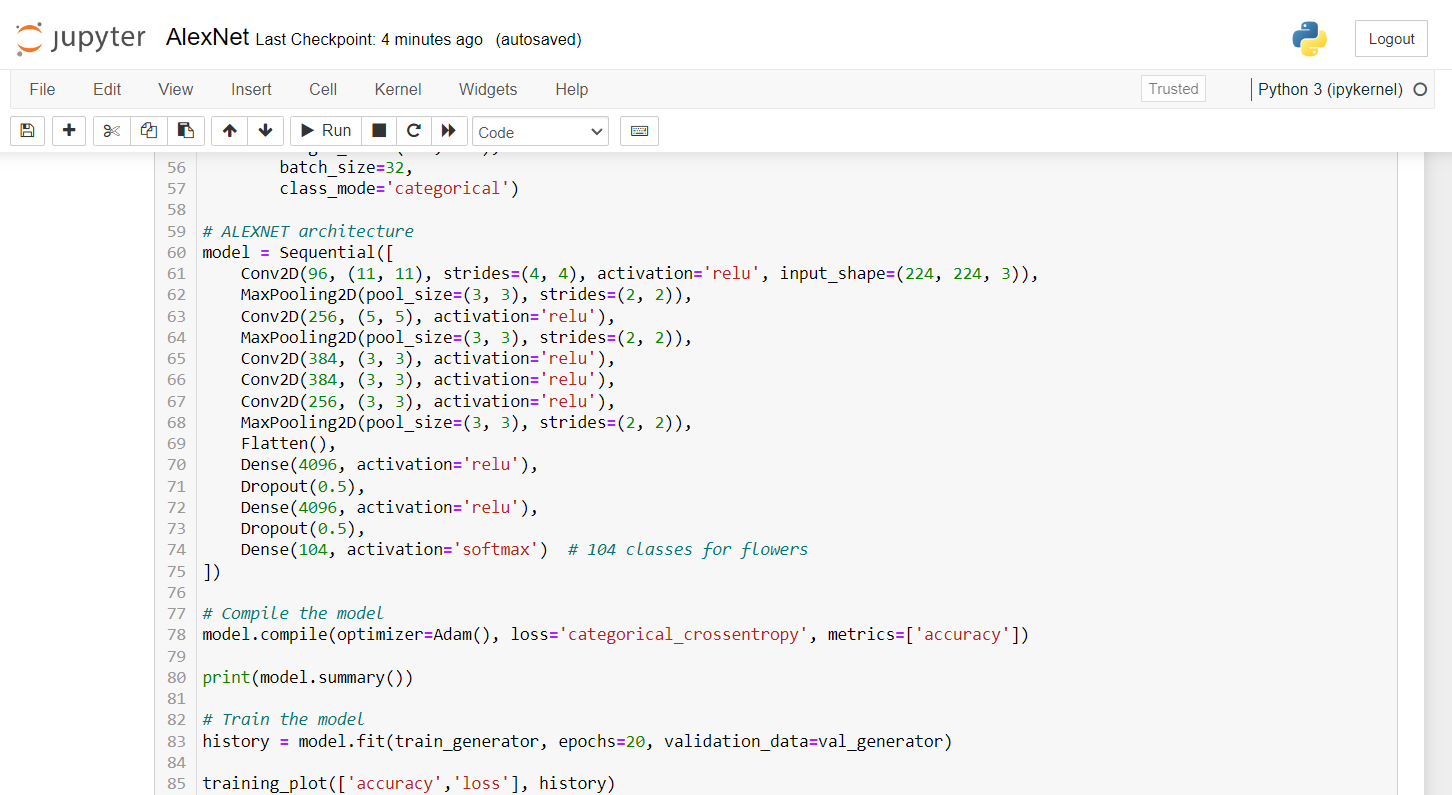 jupyter AlexNet Last Checkpoint: 4 minutes ago (autosaved) Logout
File Edit View Insert Cell Kernel Widgets Help Trusted Python 3 (ipykernel)
Run Code
56 batch_size=32,
57 class_mode='categorical')
58
59 # ALEXNET architecture
60 model = Sequential([
61 Conv2D(96, (11, 11), strides=(4, 4), activation='relu', input_shape=(224, 224, 3)),
62 MaxPooling2D(pool_size=(3, 3), strides=(2, 2)),
63 Conv2D(256, (5, 5), activation='relu'),
64 MaxPooling2D(pool_size=(3, 3), strides=(2, 2)),
65 Conv2D(384, (3, 3), activation='relu'),
66 Conv2D(384, (3, 3), activation='relu'),
67 Conv2D(256, (3, 3), activation='relu'),
68 MaxPooling2D(pool_size=(3, 3), strides=(2, 2)),
69 Flatten(),
70 Dense(4096, activation='relu'),
71 Dropout(0.5),
72 Dense(4096, activation='relu'),
73 Dropout(0.5),
74 Dense(104, activation='softmax') # 104 classes for flowers
75 ])
76
77 # Compile the model
78 model.compile(optimizer=Adam(), loss='categorical_crossentropy', metrics=['accuracy'])
79
80 print(model.summary())
81
82 # Train the model
83 history = model.fit(train_generator, epochs=20, validation_data=val_generator)
84
85 training_plot(['accuracy','loss'], history)